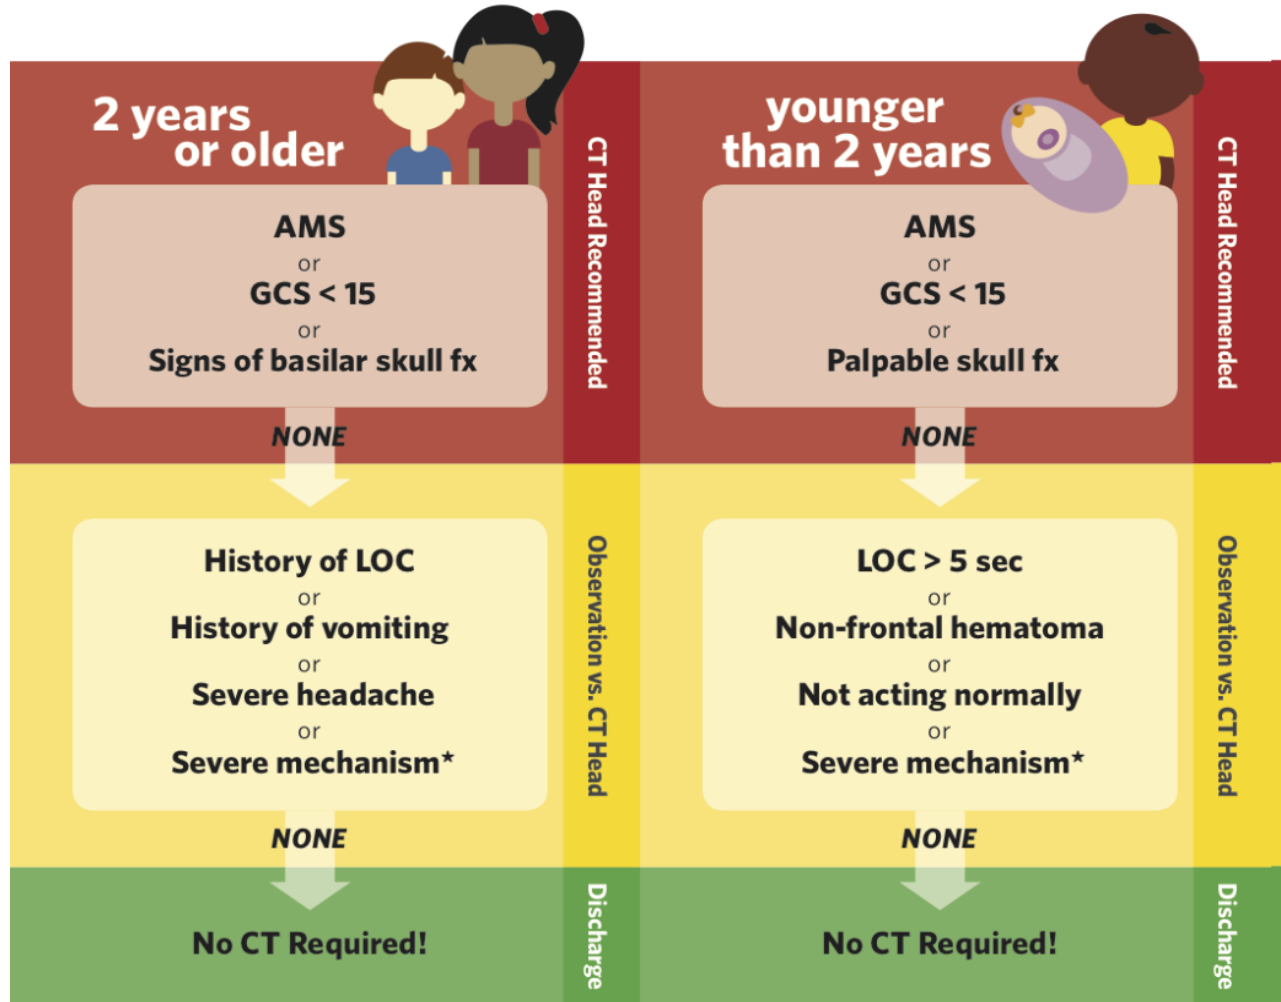 2 years
or older
AMS
or
GCS < 15
or
Signs of basilar skull fx
NONE
CT Head Recommended
History of LOC
or
History of vomiting
or
Severe headache
or
Severe mechanism*
NONE
Observation vs. CT Head
No CT Required!
Discharge
younger
than 2 years
AMS
or
GCS < 15
or
Palpable skull fx
NONE
CT Head Recommended
LOC > 5 sec
or
Non-frontal hematoma
or
Not acting normally
or
Severe mechanism*
NONE
Observation vs. CT Head
No CT Required!
Discharge